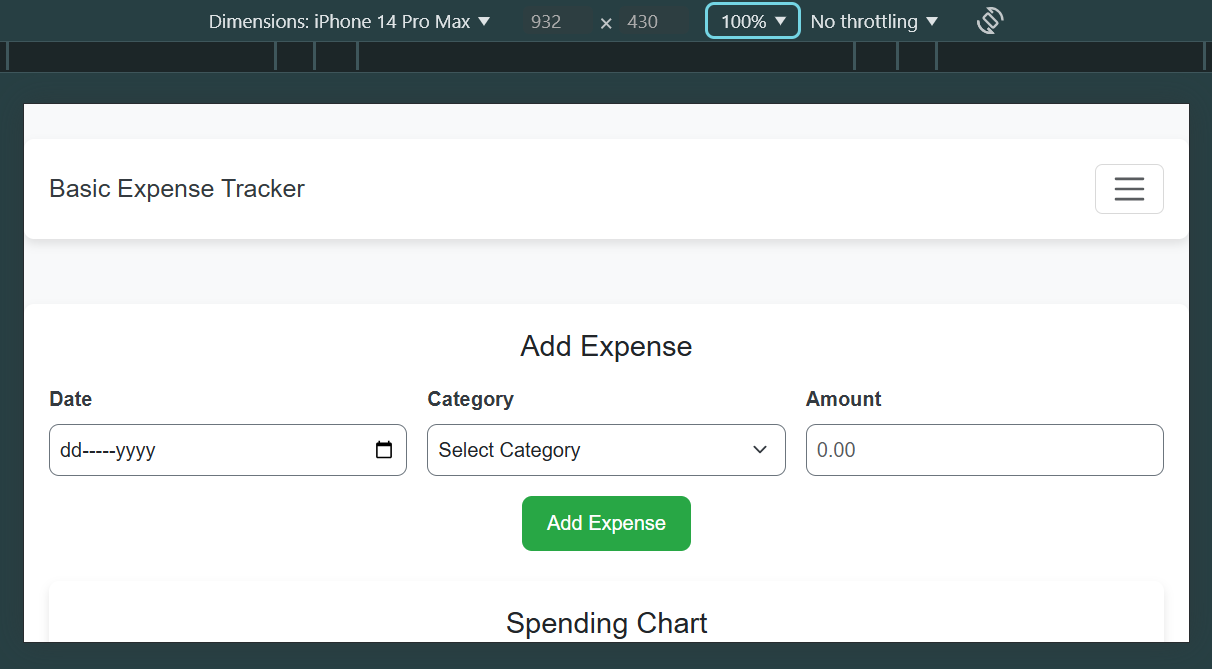 Dimensions: iPhone 14 Pro Max 932 × 430 100% No throttling
Basic Expense Tracker
Add Expense
Date Category Amount
dd-----yyyy Select Category 0.00
Add Expense
Spending Chart